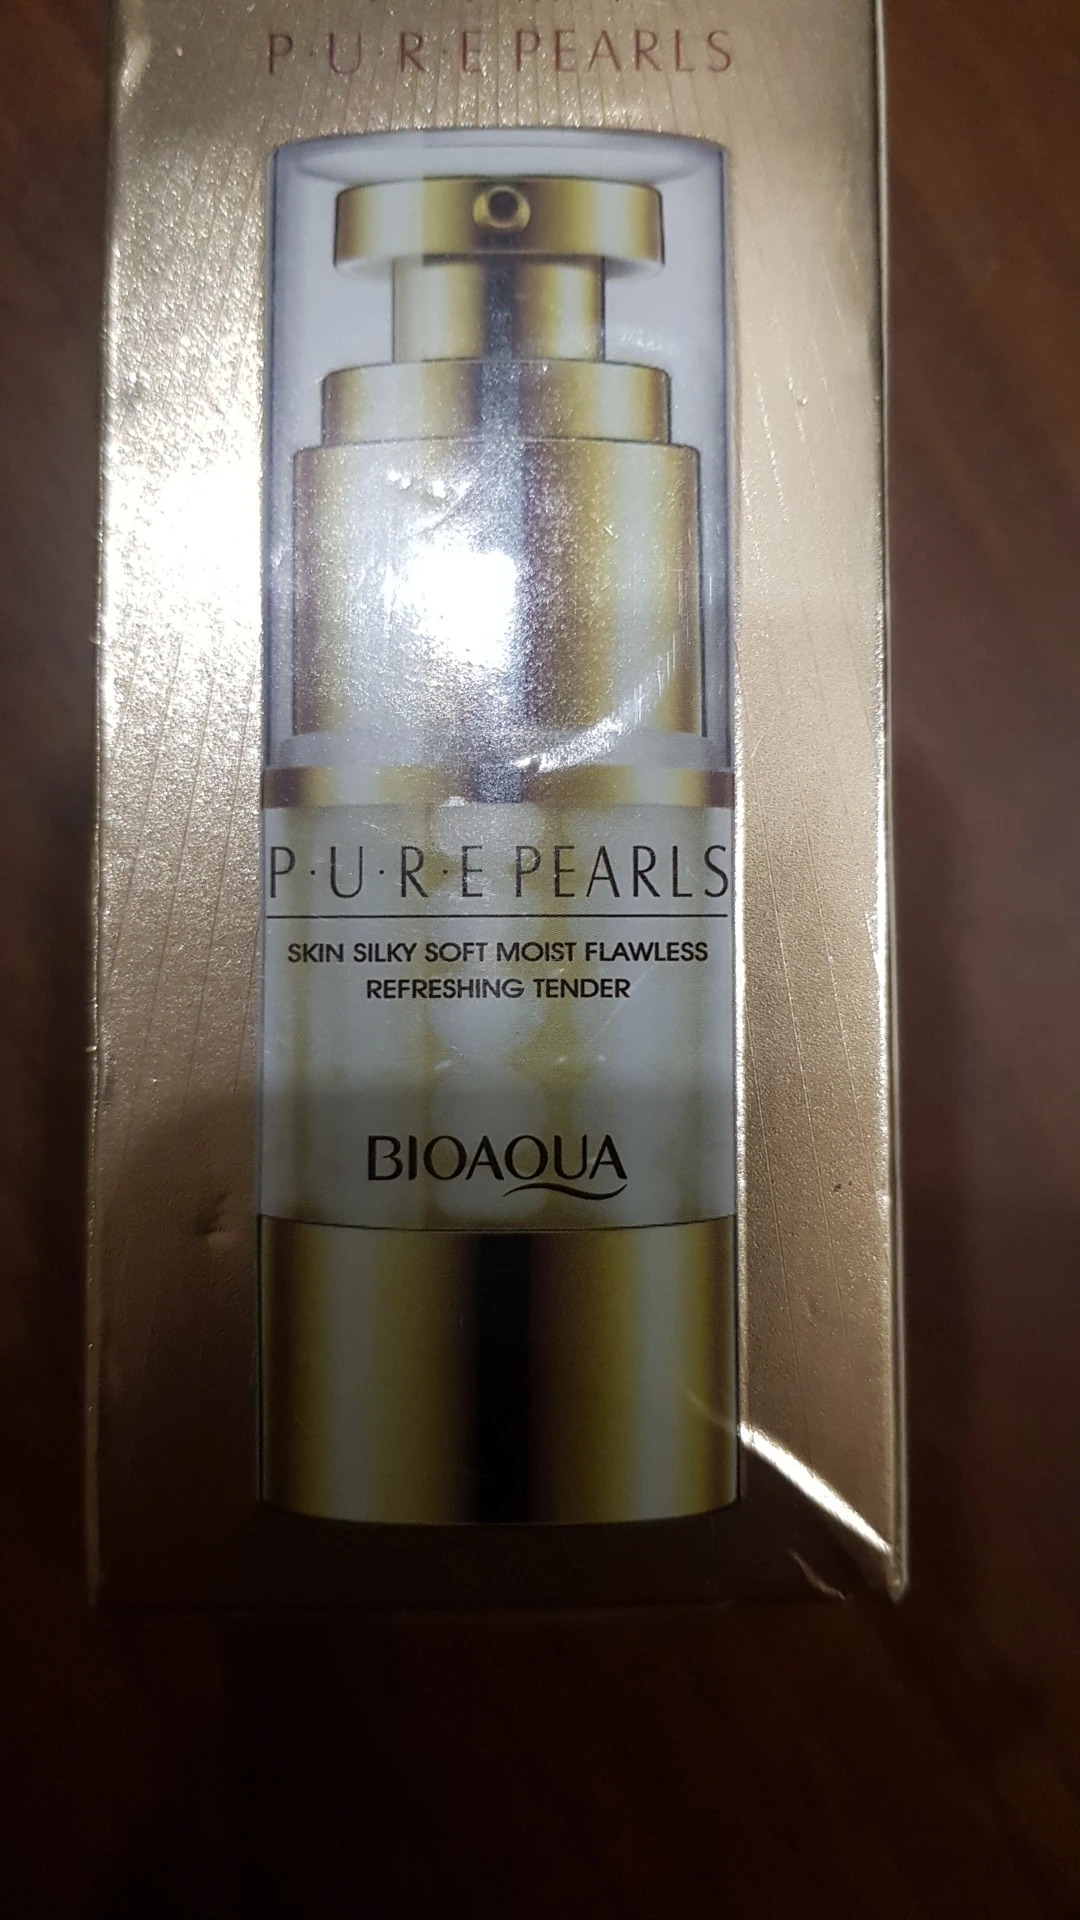 P·U·R·E PEARLS
P·U·R·E PEARLS
SKIN SILKY SOFT MOIST FLAWLESS
REFRESHING TENDER
BIOAQUA